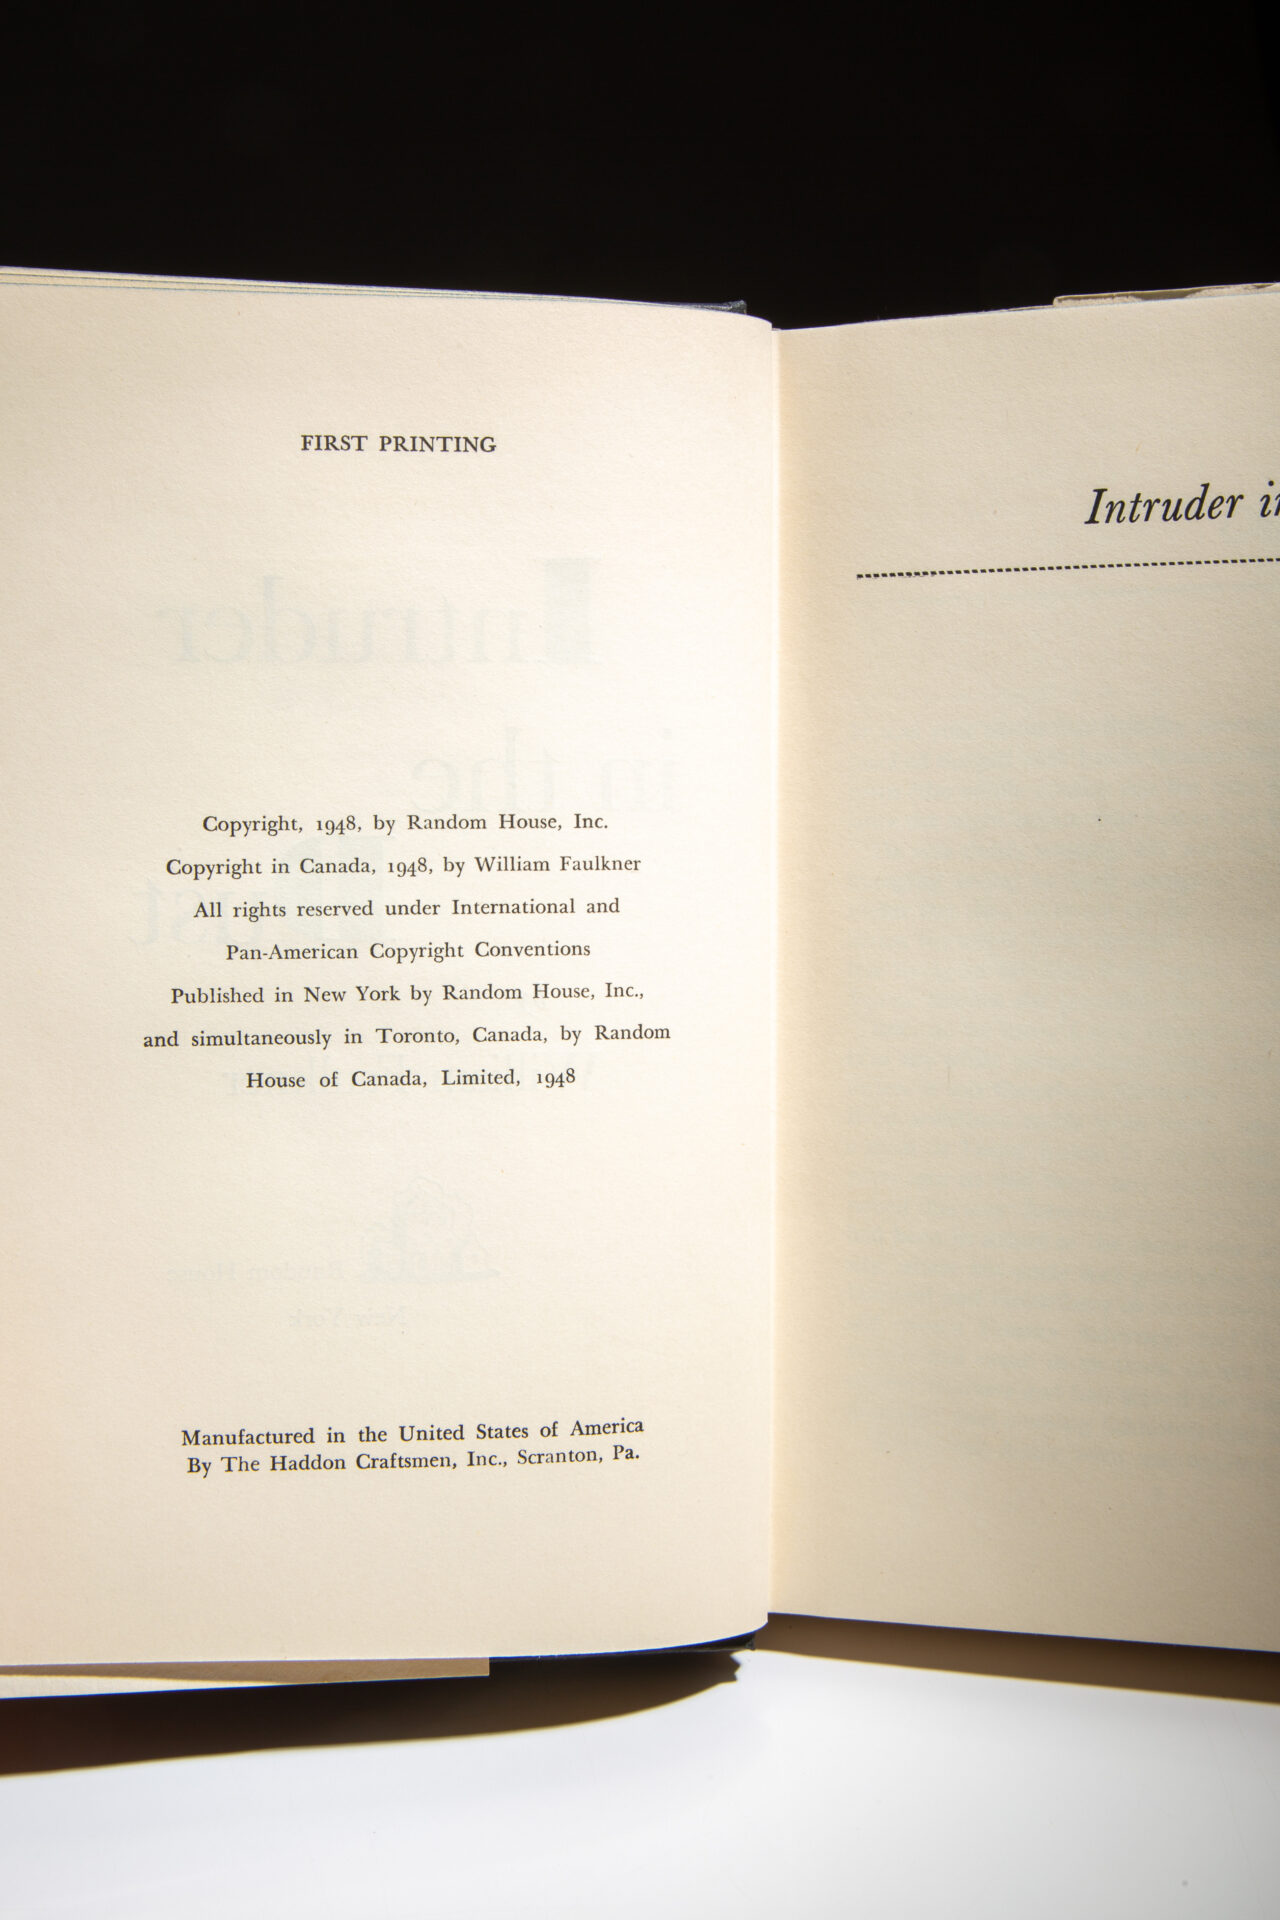 FIRST PRINTING
Copyright, 1948, by Random House, Inc.
Copyright in Canada, 1948, by William Faulkner
All rights reserved under International and
Pan-American Copyright Conventions
Published in New York by Random House, Inc.,
and simultaneously in Toronto, Canada, by Random
House of Canada, Limited, 1948
Manufactured in the United States of America
By The Haddon Craftsmen, Inc., Scranton, Pa.
Intruder